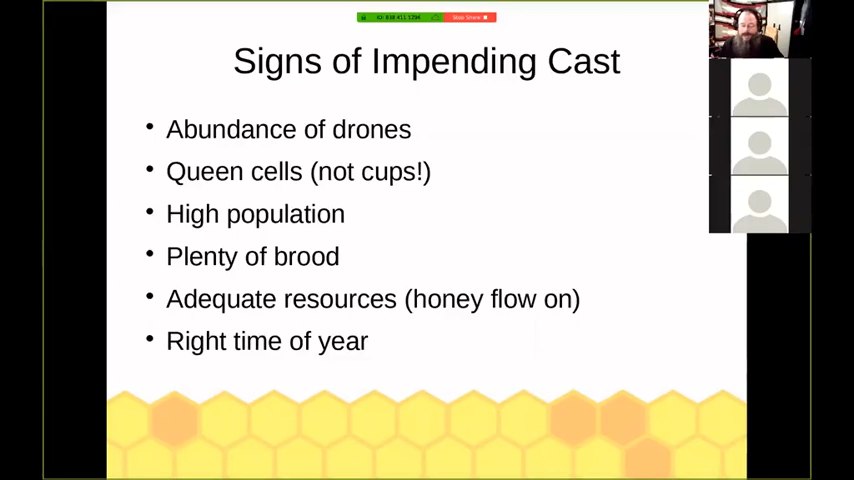 Stop Share
Signs of Impending Cast
• Abundance of drones
• Queen cells (not cups!)
• High population
• Plenty of brood
• Adequate resources (honey flow on)
• Right time of year